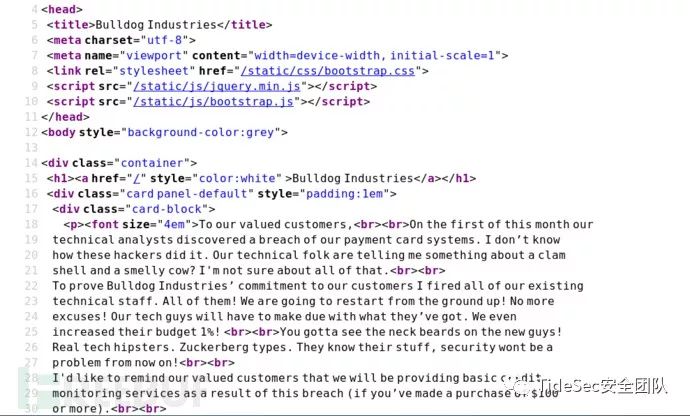 4 <head>
5 <title>Bulldog Industries</title>
6 <meta charset="utf-8">
7 <meta name="viewport" content="width=device-width, initial-scale=1">
8 <link rel="stylesheet" href="/static/css/bootstrap.css">
9 <script src="/static/js/jquery.min.js"></script>
10 <script src="/static/js/bootstrap.js"></script>
11 </head>
12 <body style="background-color:grey">
13
14 <div class="container">
15 <h1><a href="/" style="color:white" >Bulldog Industries</a></h1>
16 <div class="card panel-default" style="padding:1em">
17 <div class="card-block">
18 <p><font size="4em">To our valued customers,<br><br>On the first of this month our
19 technical analysts discovered a breach of our payment card systems. I don’t know
20 how these hackers did it. Our technical folk are telling me something about a clam
21 shell and a smelly cow? I'm not sure about all of that.<br><br>
22 To prove Bulldog Industries’ commitment to our customers I fired all of our existing
23 technical staff. All of them! We are going to restart from the ground up! No more
24 excuses! Our tech guys will have to make due with what they’ve got. We even
25 increased their budget 1%! <br><br>You gotta see the neck beards on the new guys!
26 Real tech hipsters. Zuckerberg types. They know their stuff, security wont be a
27 problem from now on!<br><br>
28 I'd like to remind our valued customers that we will be providing basic credit
29 monitoring services as a result of this breach (if you’ve made a purchase of $100
30 or more).<br><br>
TideSec安全团队